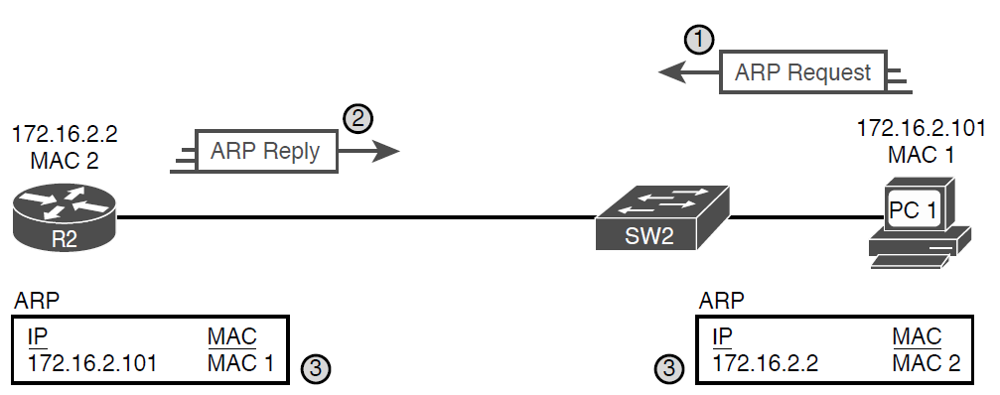 1
ARP Request
2
ARP Reply
172.16.2.2
MAC 2
172.16.2.101
MAC 1
R2
SW2
PC 1
ARP
IP MAC
172.16.2.101 MAC 1
3
ARP
IP MAC
172.16.2.2 MAC 2
3